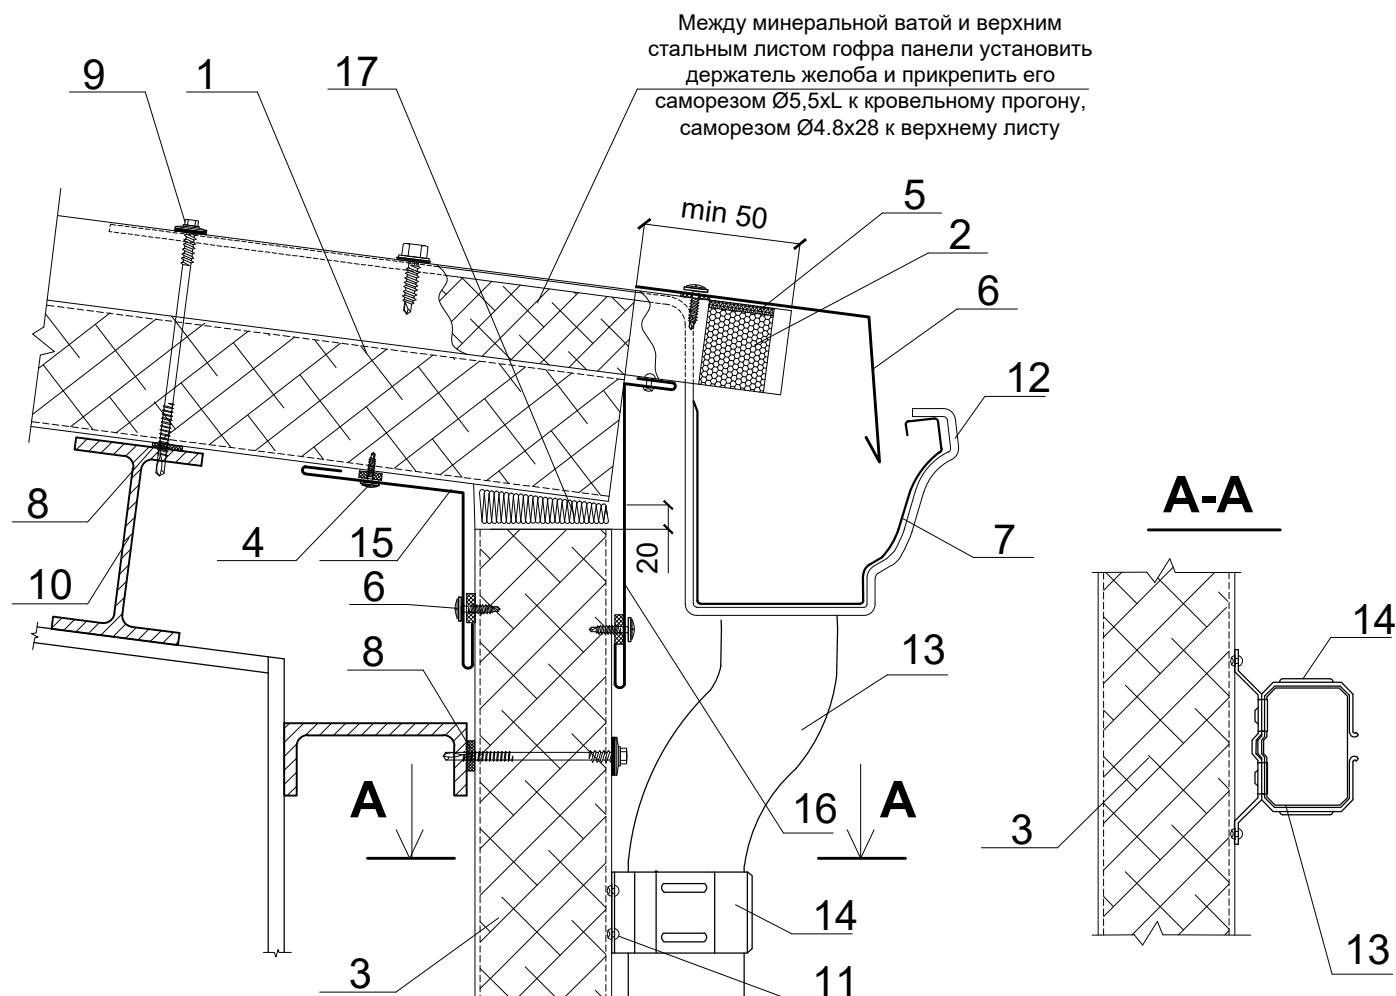 Между минеральной ватой и верхним
стальным листом гофра панели установить
держатель желоба и прикрепить его
саморезом Ø5,5xL к кровельному прогону,
саморезом Ø4.8x28 к верхнему листу
9
1
17
min 50
5
2
6
12
А-А
8
4
15
20
7
10
6
8
13
14
А
16
А
3
14
3
11
13